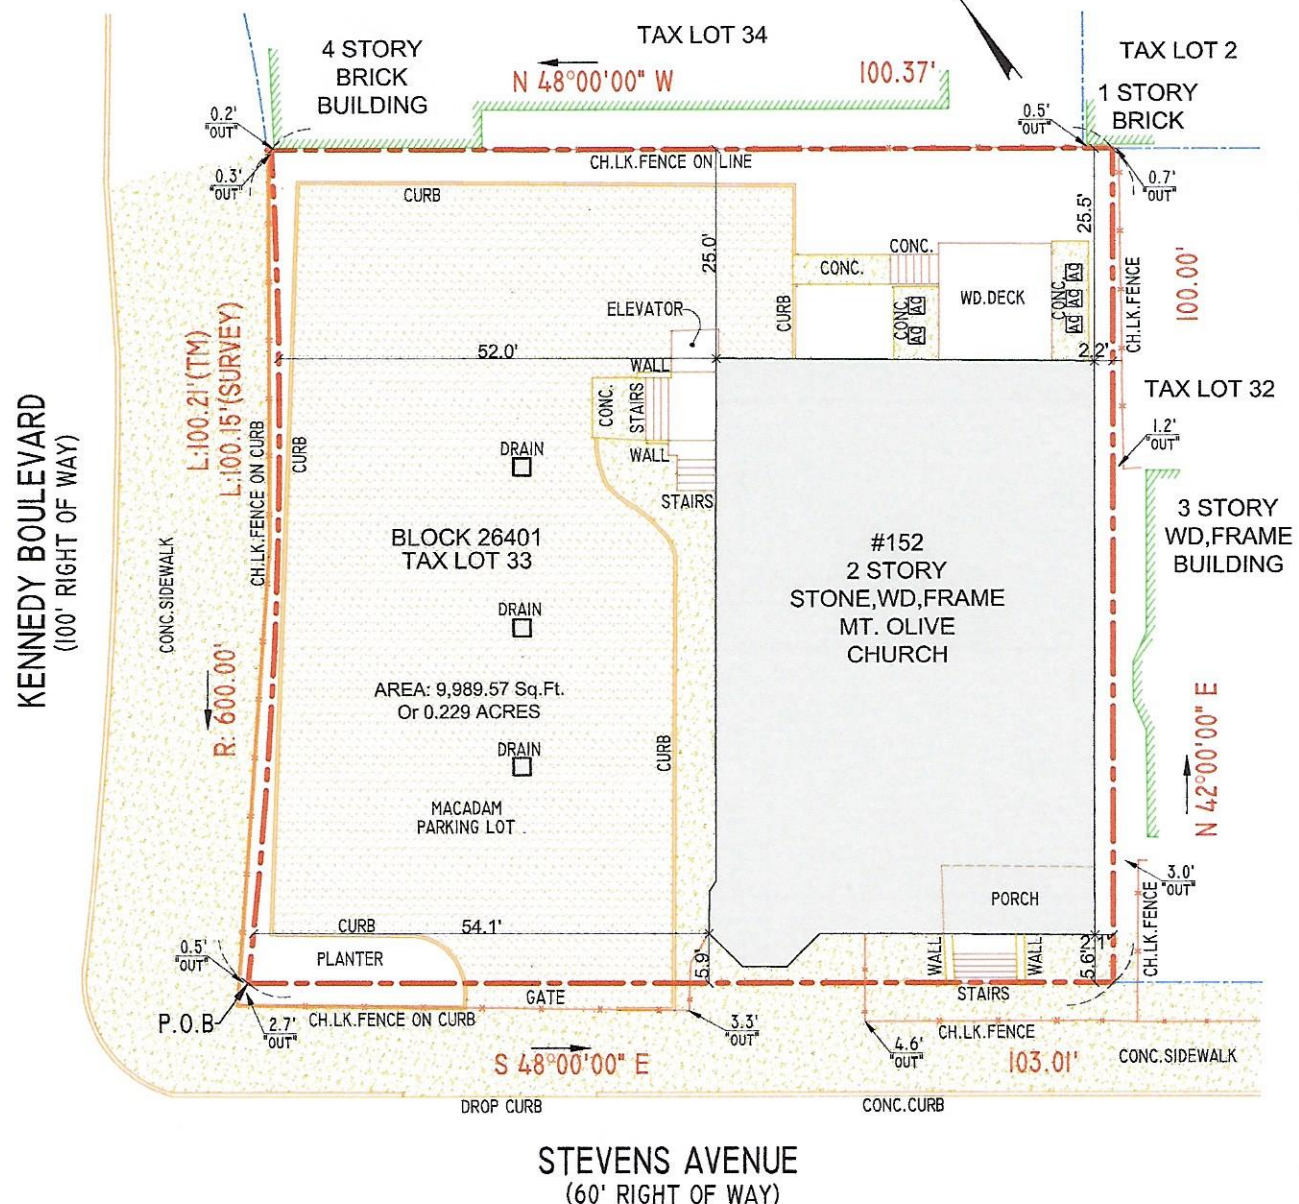 TAX LOT 34
4 STORY
BRICK
BUILDING
N 48°00'00" W
100.37'
TAX LOT 2
1 STORY
BRICK
0.2'
"OUT"
0.5'
"OUT"
0.3'
"OUT"
0.7'
"OUT"
CH.LK.FENCE ON LINE
CURB
25.0'
25.5'
CONC.
CONC.
WD.DECK
CONC.
AC
AC
AC
CONC.
AC
AC
CURB
ELEVATOR
CH.LK.FENCE
100.00'
52.0'
2.2'
WALL
CONC.
STAIRS
WALL
STAIRS
TAX LOT 32
1.2'
"OUT"
KENNEDY BOULEVARD
(100' RIGHT OF WAY)
L:100.21'(TM)
L:100.15'(SURVEY)
CH.LK.FENCE ON CURB
CURB
CONC.SIDEWALK
R: 600.00'
DRAIN
BLOCK 26401
TAX LOT 33
DRAIN
AREA: 9,989.57 Sq.Ft.
Or 0.229 ACRES
DRAIN
MACADAM
PARKING LOT
CURB
#152
2 STORY
STONE,WD,FRAME
MT. OLIVE
CHURCH
3 STORY
WD,FRAME
BUILDING
N 42°00'00" E
PORCH
3.0'
"OUT"
CH.LK.FENCE
CURB
54.1'
PLANTER
0.5'
"OUT"
5.9'
WALL
WALL
5.6'
2.1'
STAIRS
GATE
P.O.B
2.7'
"OUT"
CH.LK.FENCE ON CURB
3.3'
"OUT"
4.6'
"OUT"
CH.LK.FENCE
S 48°00'00" E
103.01'
CONC.SIDEWALK
DROP CURB
CONC.CURB
STEVENS AVENUE
(60' RIGHT OF WAY)